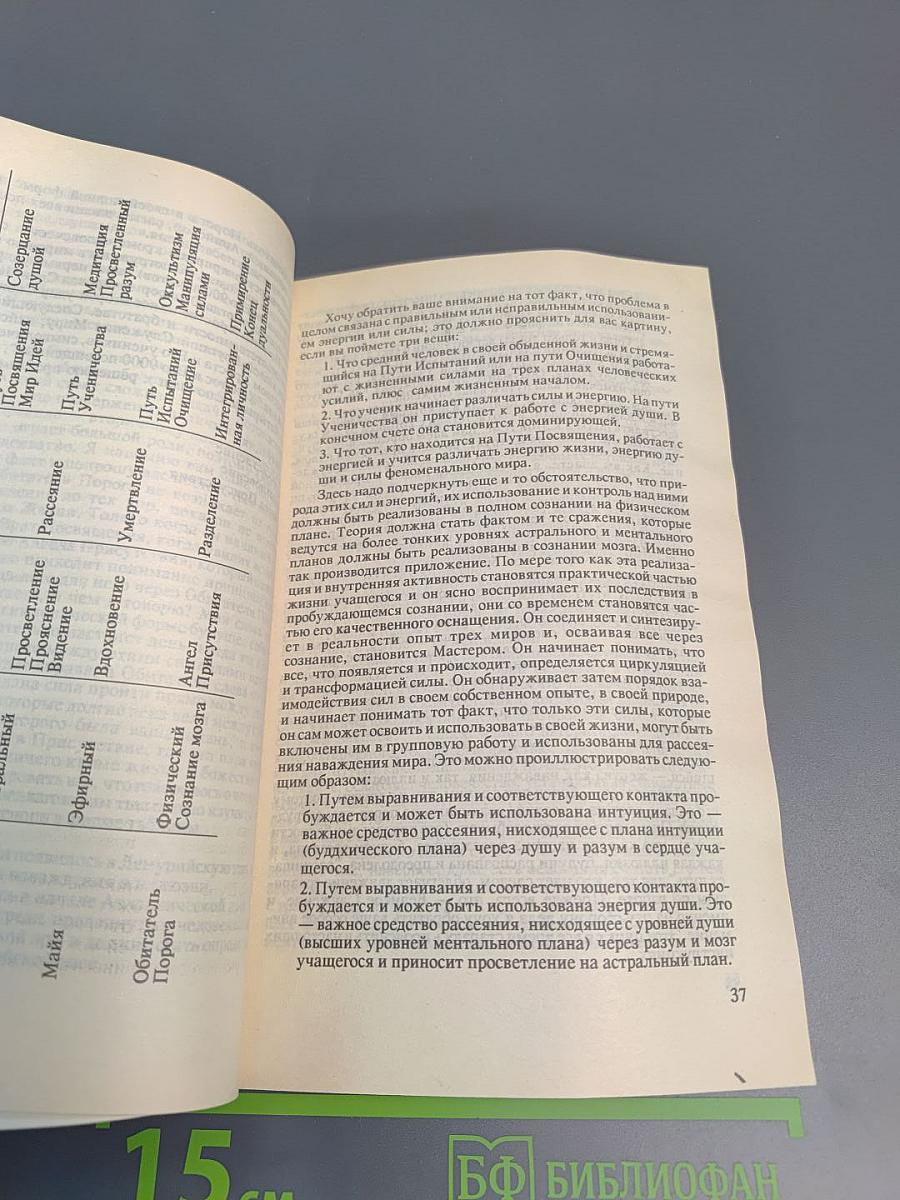 Созерцание
душой
Медитация
Просветленный
разум
Оккультизм
Манипуляция
силами
Примирение
Конец
дуальности
Посвящения
Мир Идей
Путь
Ученичества
Путь
Испытаний
Очищение
Интегрирован-
ная личность
Рассеяние
Умертвление
Разделение
Просветление
Прояснение
Видение
Вдохновение
Ангел
Присутствия
Эфирный
Физический
Сознание мозга
Майя
Обитатель
Порога
Хочу обратить ваше внимание на тот факт, что проблема в
целом связана с правильным или неправильным использовани-
ем энергии или силы; это должно прояснить для вас картину,
если вы поймете три вещи:
1. Что средний человек в своей обыденной жизни и стремя-
щийся на Пути Испытаний или на пути Очищения работа-
ют с жизненными силами на трех планах человеческих
усилий, плюс самим жизненным началом.
2. Что ученик начинает различать силы и энергию. На пути
Ученичества он приступает к работе с энергией души. В
конечном счете она становится доминирующей.
3. Что тот, кто находится на Пути Посвящения, работает с
энергией и учится различать энергию жизни, энергию ду-
ши и силы феноменального мира.
Здесь надо подчеркнуть еще и то обстоятельство, что при-
рода этих сил и энергий, их использование и контроль над ними
должны быть реализованы в полном сознании на физическом
плане. Теория должна стать фактом и те сражения, которые
ведутся на более тонких уровнях астрального и ментального
планов должны быть реализованы в сознании мозга. Именно
так производится приложение. По мере того как эта реализа-
ция и внутренняя активность становятся практической частью
жизни учащегося и он ясно воспринимает их последствия в
пробуждающемся сознании, они со временем становятся час-
тью его качественного оснащения. Он соединяет и синтезиру-
ет в реальности опыт трех миров и, осваивая все через
сознание, становится Мастером. Он начинает понимать, что
все, что появляется и происходит, определяется циркуляцией
и трансформацией силы. Он обнаруживает затем порядок вза-
имодействия сил в своем собственном опыте, в своей природе,
и начинает понимать тот факт, что только эти силы, которые
он сам может освоить и использовать в своей жизни, могут быть
включены им в групповую работу и использованы для рассея-
ния наваждения мира. Это можно проиллюстрировать следую-
щим образом:
1. Путем выравнивания и соответствующего контакта про-
буждается и может быть использована интуиция. Это —
важное средство рассеяния, нисходящее с плана интуиции
(буддхического плана) через душу и разум в сердце уча-
щегося.
2. Путем выравнивания и соответствующего контакта про-
буждается и может быть использована энергия души. Это
— важное средство рассеяния, нисходящее с уровней души
(высших уровней ментального плана) через разум и мозг
учащегося и приносит просветление на астральный план.
37
15 см
БФ БИБЛИОФАН